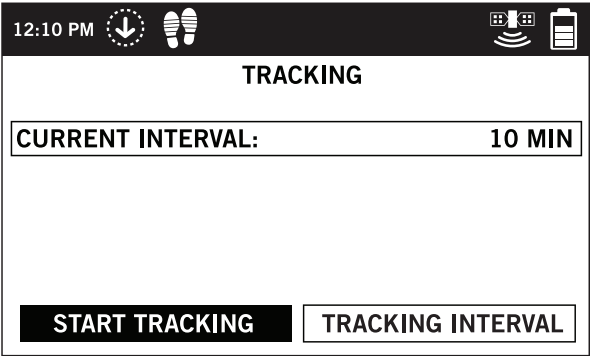 12:10 PM
TRACKING
CURRENT INTERVAL: 10 MIN
START TRACKING TRACKING INTERVAL